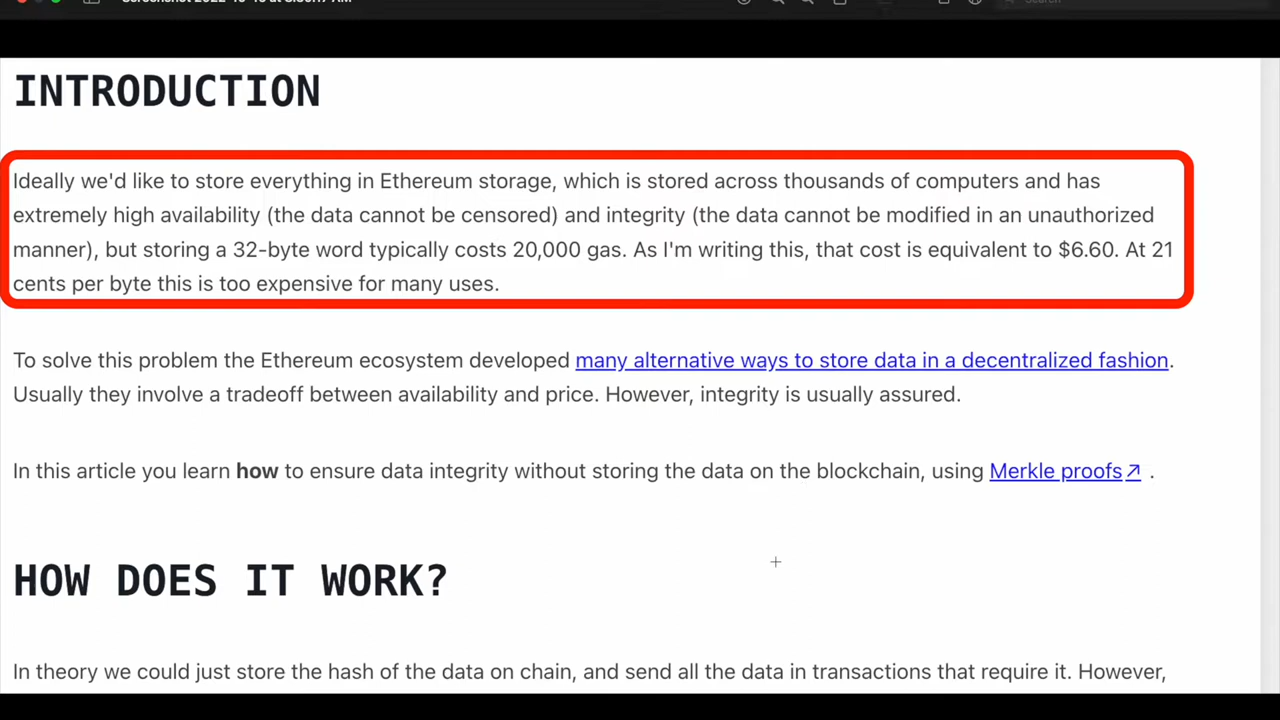 INTRODUCTION
Ideally we'd like to store everything in Ethereum storage, which is stored across thousands of computers and has
extremely high availability (the data cannot be censored) and integrity (the data cannot be modified in an unauthorized
manner), but storing a 32-byte word typically costs 20,000 gas. As I'm writing this, that cost is equivalent to $6.60. At 21
cents per byte this is too expensive for many uses.
To solve this problem the Ethereum ecosystem developed many alternative ways to store data in a decentralized fashion.
Usually they involve a tradeoff between availability and price. However, integrity is usually assured.
In this article you learn how to ensure data integrity without storing the data on the blockchain, using Merkle proofs↗ .
HOW DOES IT WORK?
In theory we could just store the hash of the data on chain, and send all the data in transactions that require it. However,